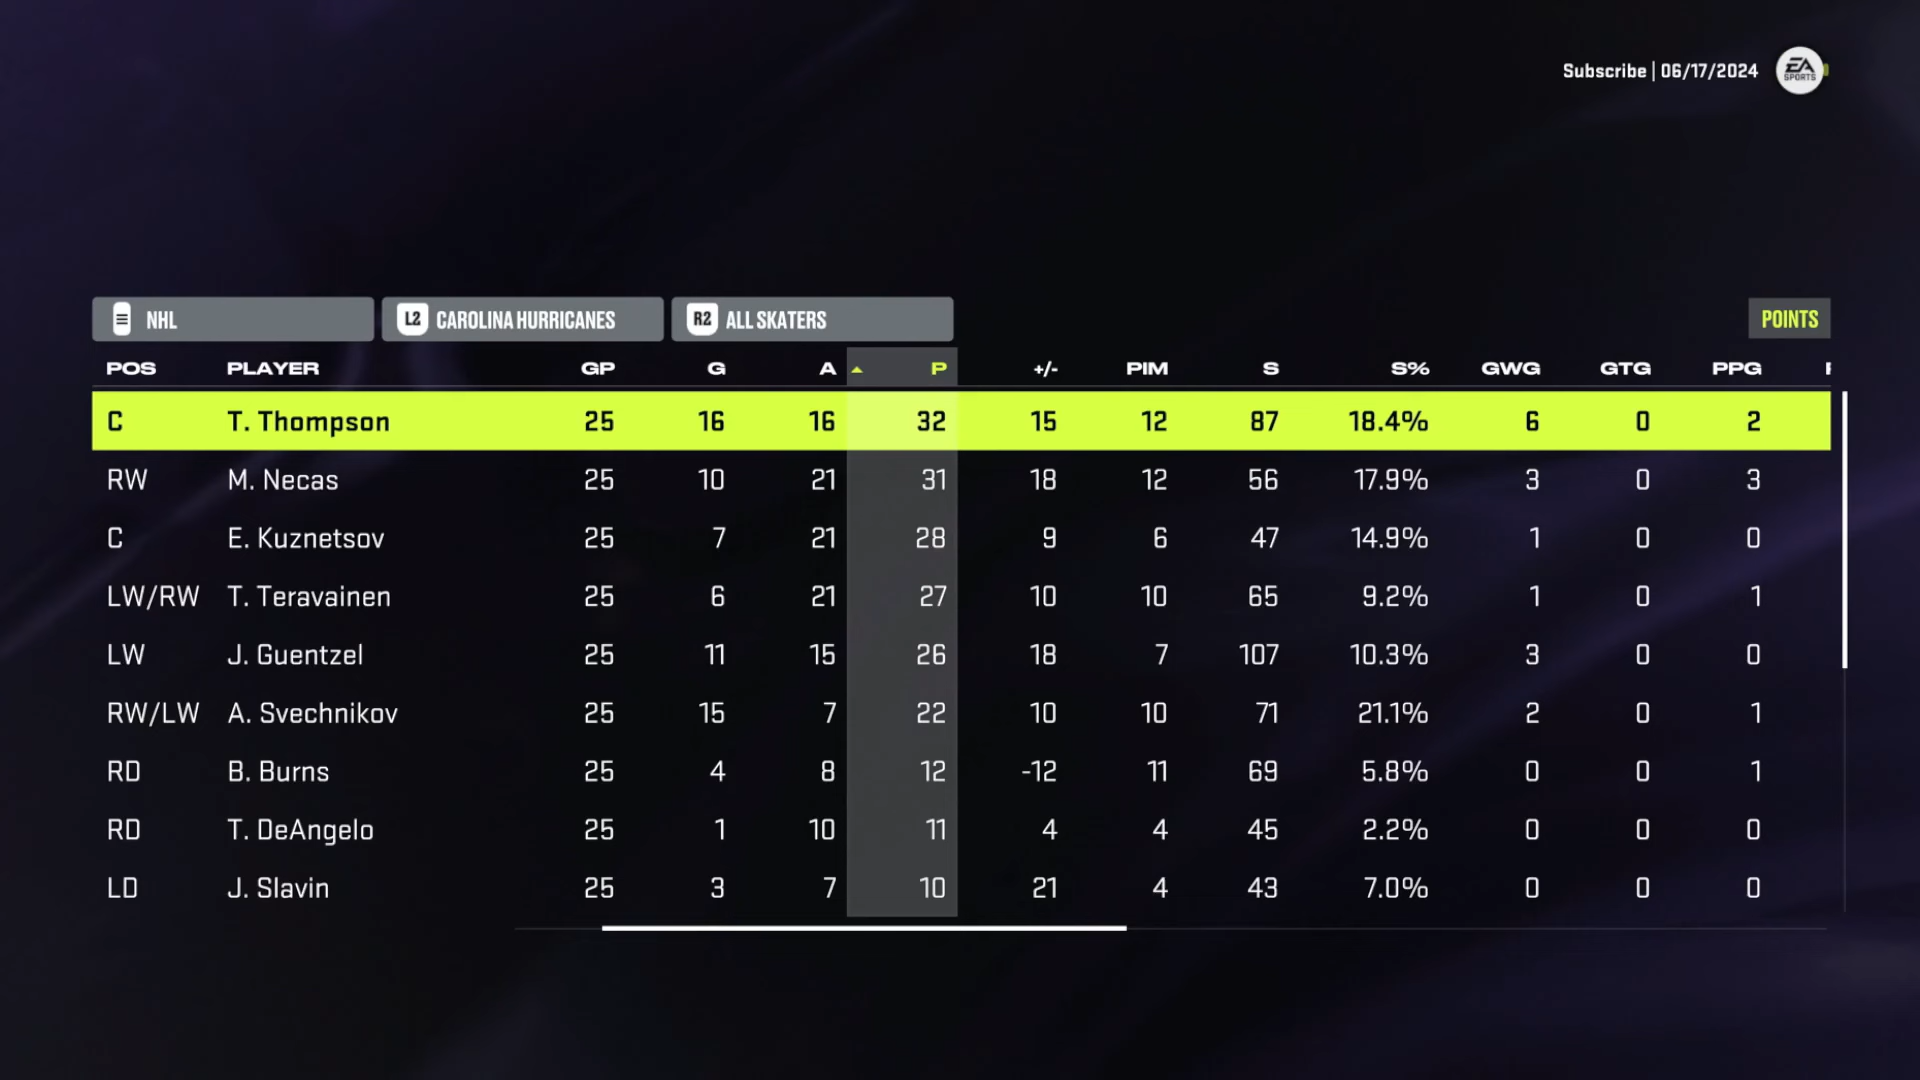 Subscribe | 06/17/2024 EA SPORTS
NHL L2 CAROLINA HURRICANES R2 ALL SKATERS POINTS
POS PLAYER GP G A P +/- PIM S S% GWG GTG PPG
C T. Thompson 25 16 16 32 15 12 87 18.4% 6 0 2
RW M. Necas 25 10 21 31 18 12 56 17.9% 3 0 3
C E. Kuznetsov 25 7 21 28 9 6 47 14.9% 1 0 0
LW/RW T. Teravainen 25 6 21 27 10 10 65 9.2% 1 0 1
LW J. Guentzel 25 11 15 26 18 7 107 10.3% 3 0 0
RW/LW A. Svechnikov 25 15 7 22 10 10 71 21.1% 2 0 1
RD B. Burns 25 4 8 12 -12 11 69 5.8% 0 0 1
RD T. DeAngelo 25 1 10 11 4 4 45 2.2% 0 0 0
LD J. Slavin 25 3 7 10 21 4 43 7.0% 0 0 0